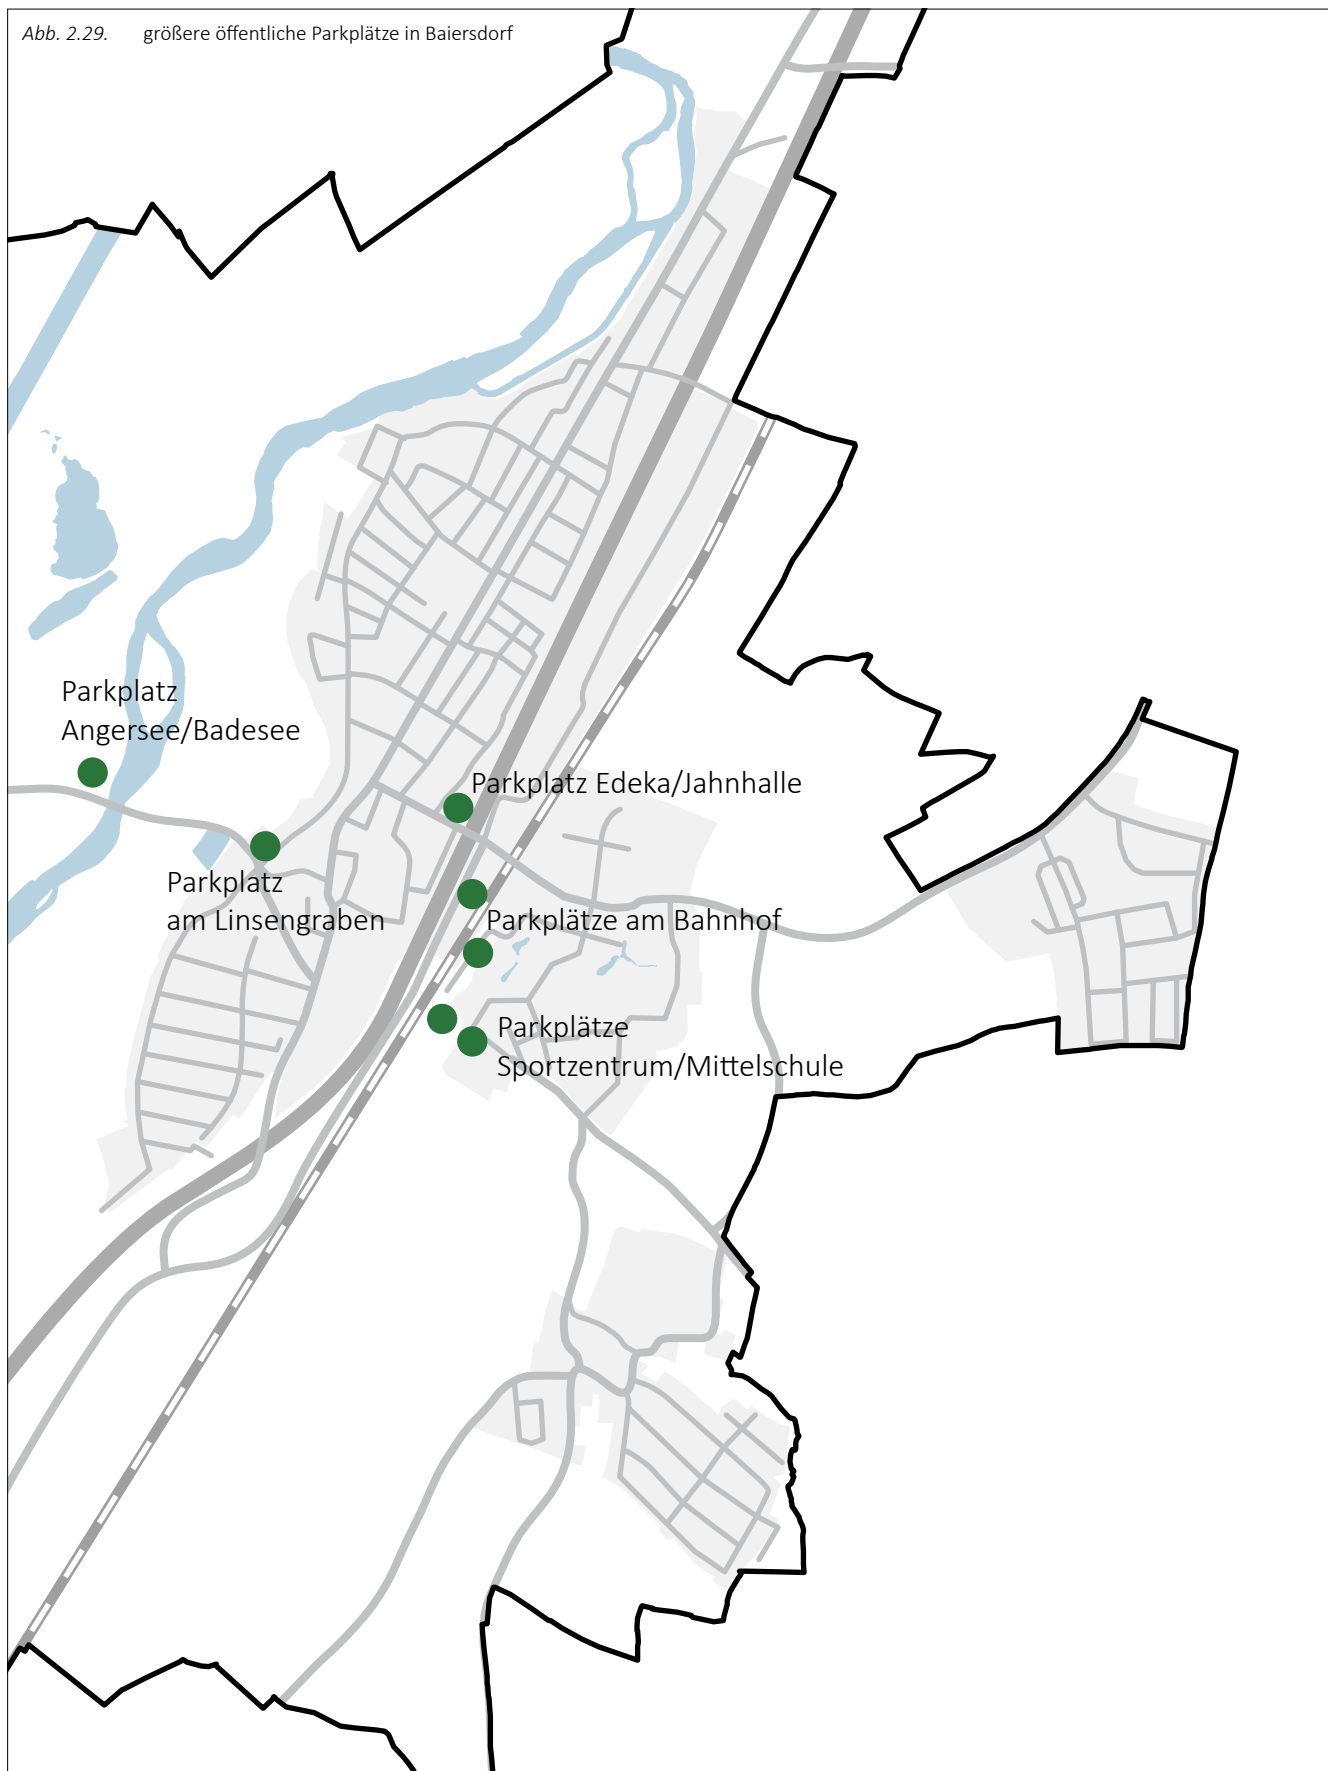 Abb. 2.29. größere öffentliche Parkplätze in Baiersdorf
Parkplatz
Angersee/Badesee
Parkplatz Edeka/Jahnhalle
Parkplatz
am Linsengraben
Parkplätze am Bahnhof
Parkplätze
Sportzentrum/Mittelschule